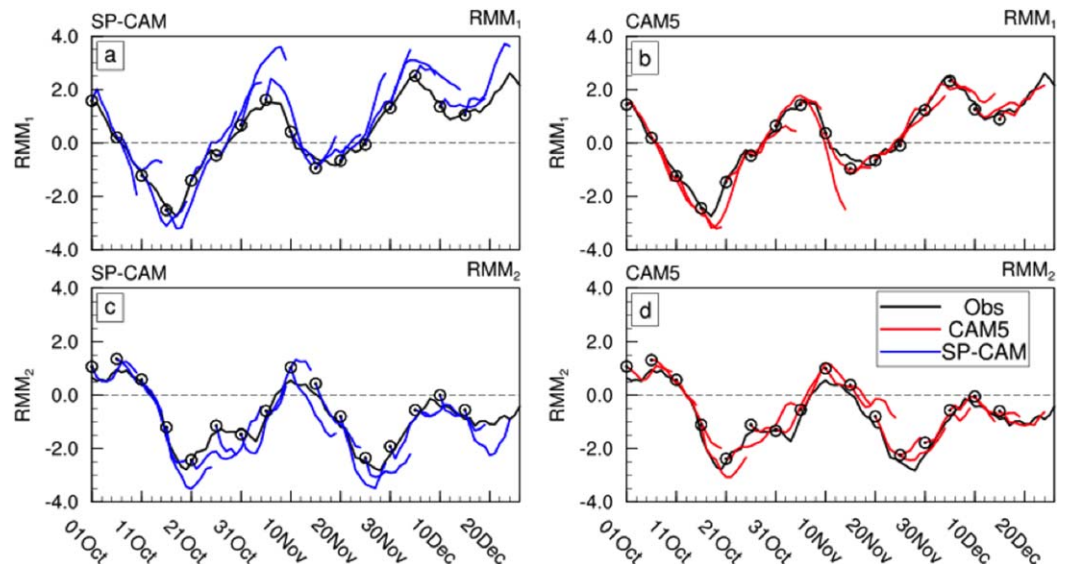 SP-CAM RMM₁ CAM5 RMM₁
4.0 4.0
a b
2.0 2.0
RMM₁ 0.0 RMM₁ 0.0
-2.0 -2.0
-4.0 -4.0
SP-CAM RMM₂ CAM5 RMM₂
4.0 4.0
c d Obs
CAM5
2.0 2.0 SP-CAM
RMM₂ 0.0 RMM₂ 0.0
-2.0 -2.0
-4.0 -4.0
01Oct 11Oct 21Oct 31Oct 10Nov 20Nov 30Nov 10Dec 20Dec 01Oct 11Oct 21Oct 31Oct 10Nov 20Nov 30Nov 10Dec 20Dec